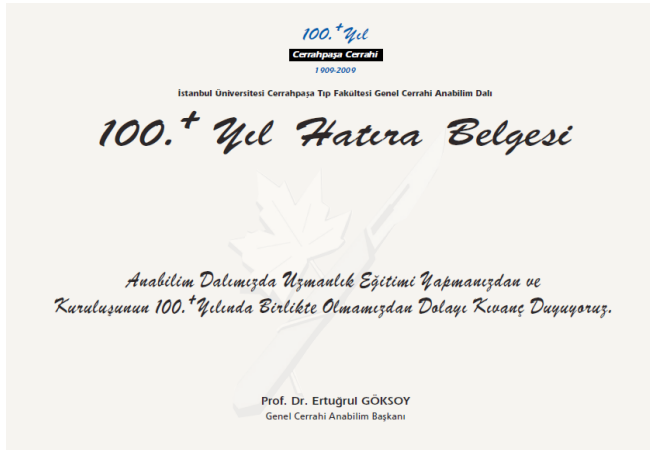 100.+ Yıl
Cerrahpaşa Cerrahi
1909-2009
İstanbul Üniversitesi Cerrahpaşa Tıp Fakültesi Genel Cerrahi Anabilim Dalı
100.+ Yıl Hatıra Belgesi
Anabilim Dalımızda Uzmanlık Eğitimi Yapmanızdan ve
Kuruluşunun 100.+Yılında Birlikte Olmamızdan Dolayı Kıvanç Duyuyoruz.
Prof. Dr. Ertuğrul GÖKSOY
Genel Cerrahi Anabilim Başkanı